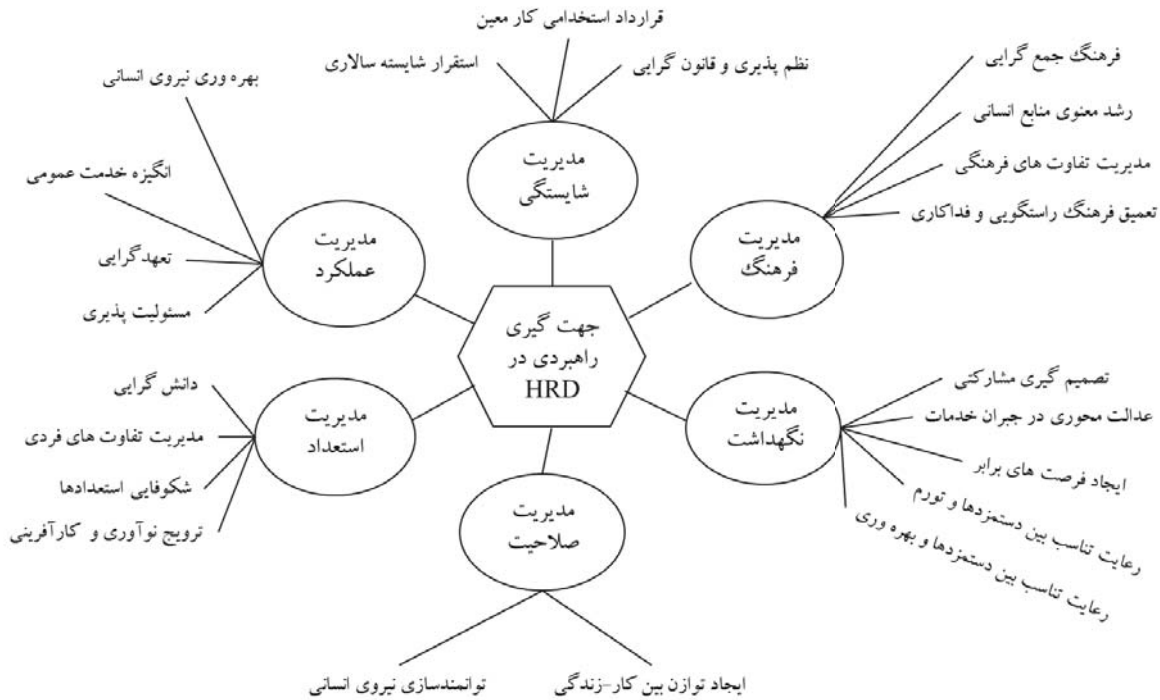 قرارداد استخدامی کار معین
نظم پذیری و قانون گرایی
استقرار شایسته سالاری
مدیریت
شایستگی
فرهنگ جمع گرایی
رشد معنوی منابع انسانی
مدیریت تفاوت های فرهنگی
تعمیق فرهنگ راستگویی و فداکاری
مدیریت
فرهنگ
بهره وری نیروی انسانی
انگیزه خدمت عمومی
تعهدگرایی
مسئولیت پذیری
مدیریت
عملکرد
جهت گیری
راهبردی در
HRD
تصمیم گیری مشارکتی
عدالت محوری در جبران خدمات
ایجاد فرصت های برابر
رعایت تناسب بین دستمزدها و تورم
رعایت تناسب بین دستمزدها و بهره وری
مدیریت
نگهداشت
دانش گرایی
مدیریت تفاوت های فردی
شکوفایی استعدادها
ترویج نوآوری و کارآفرینی
مدیریت
استعداد
مدیریت
صلاحیت
ایجاد توازن بین کار-زندگی
توانمندسازی نیروی انسانی